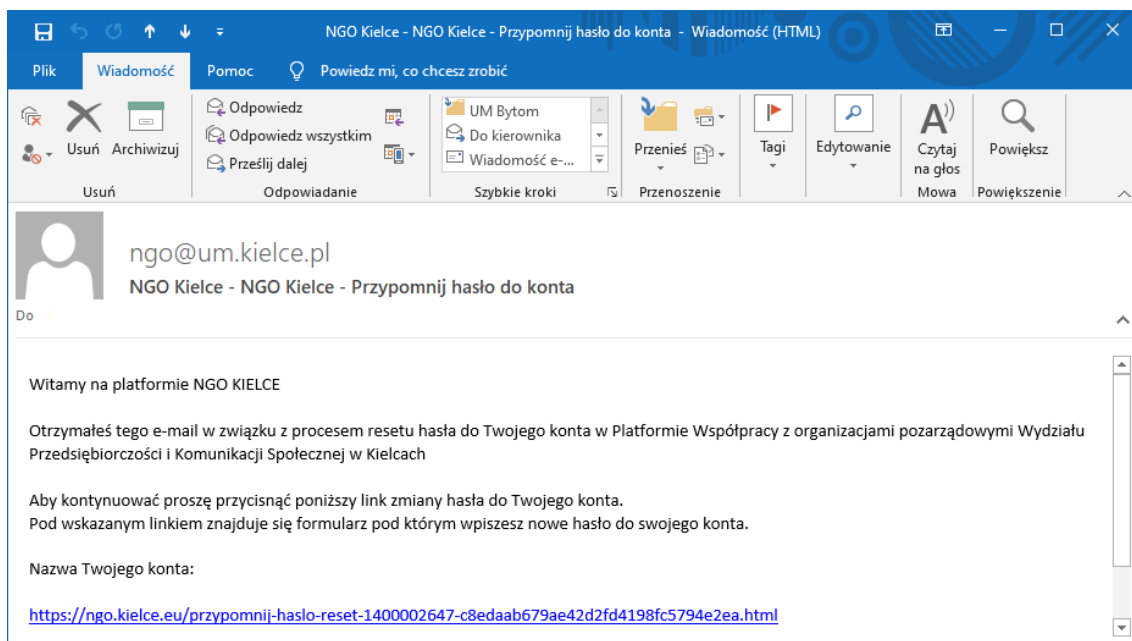 NGO Kielce - NGO Kielce - Przypomnij hasło do konta - Wiadomość (HTML)
Plik Wiadomość Pomoc Powiedz mi, co chcesz zrobić
Usuń Archiwizuj
Usuń
Odpowiedz
Odpowiedz wszystkim
Prześlij dalej
Odpowiadanie
UM Bytom
Do kierownika
Wiadomość e-...
Szybkie kroki
Przenieś
Przenoszenie
Tagi
Edytowanie
A))
Czytaj
na głos
Mowa
Powiększ
Powiększenie
ngo@um.kielce.pl
NGO Kielce - NGO Kielce - Przypomnij hasło do konta
Do
Witamy na platformie NGO KIELCE
Otrzymałeś tego e-mail w związku z procesem resetu hasła do Twojego konta w Platformie Współpracy z organizacjami pozarządowymi Wydziału
Przedsiębiorczości i Komunikacji Społecznej w Kielcach
Aby kontynuować proszę przycisnąć poniższy link zmiany hasła do Twojego konta.
Pod wskazanym linkiem znajduje się formularz pod którym wpiszesz nowe hasło do swojego konta.
Nazwa Twojego konta:
https://ngo.kielce.eu/przypomnij-haslo-reset-1400002647-c8edaab679ae42d2fd4198fc5794e2ea.html